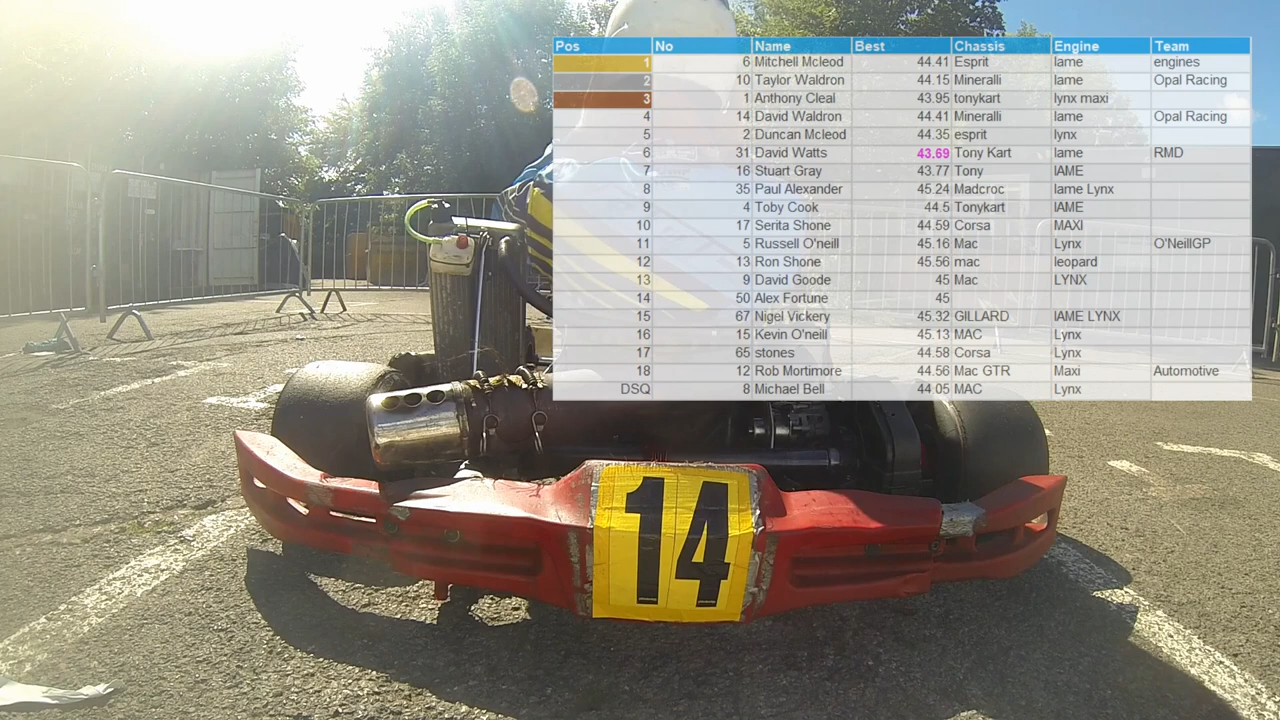 Pos No Name Best Chassis Engine Team
1 6 Mitchell Mcleod 44.41 Esprit Iame engines
2 10 Taylor Waldron 44.15 Mineralli Iame Opal Racing
3 1 Anthony Cleal 43.95 tonykart lynx maxi
4 14 David Waldron 44.41 Mineralli Iame Opal Racing
5 2 Duncan Mcleod 44.35 esprit lynx
6 31 David Watts 43.69 Tony Kart Iame RMD
7 16 Stuart Gray 43.77 Tony IAME
8 35 Paul Alexander 45.24 Madcroc Iame Lynx
9 4 Toby Cook 44.5 Tonykart IAME
10 17 Serita Shone 44.59 Corsa MAXI
11 5 Russell O'neill 45.16 Mac Lynx O'NeillGP
12 13 Ron Shone 45.56 mac leopard
13 9 David Goode 45 Mac LYNX
14 50 Alex Fortune 45
15 67 Nigel Vickery 45.32 GILLARD IAME LYNX
16 15 Kevin O'neill 45.13 MAC Lynx
17 65 stones 44.58 Corsa Lynx
18 12 Rob Mortimore 44.56 Mac GTR Maxi Automotive
DSQ 8 Michael Bell 44.05 MAC Lynx
14